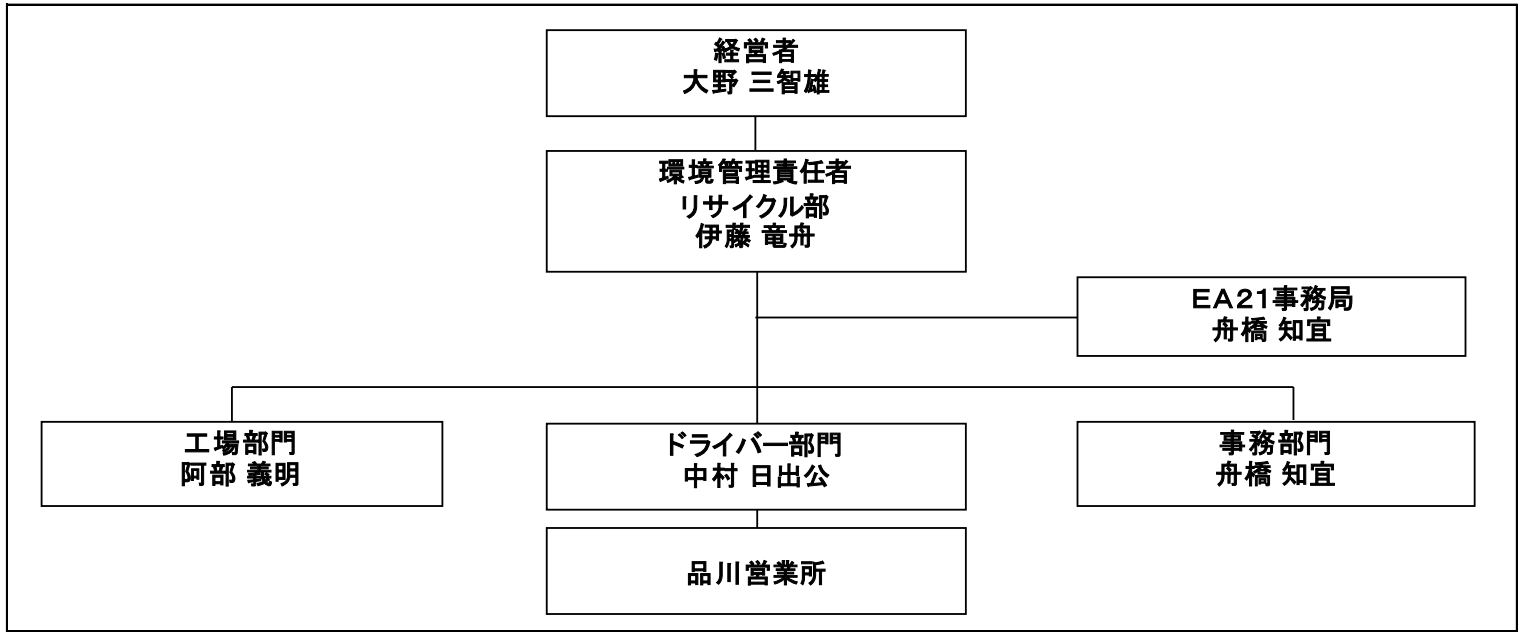 経営者
大野 三智雄
環境管理責任者
リサイクル部
伊藤 竜舟
EA21事務局
舟橋 知宜
工場部門
阿部 義明
ドライバー部門
中村 日出公
事務部門
舟橋 知宜
品川営業所